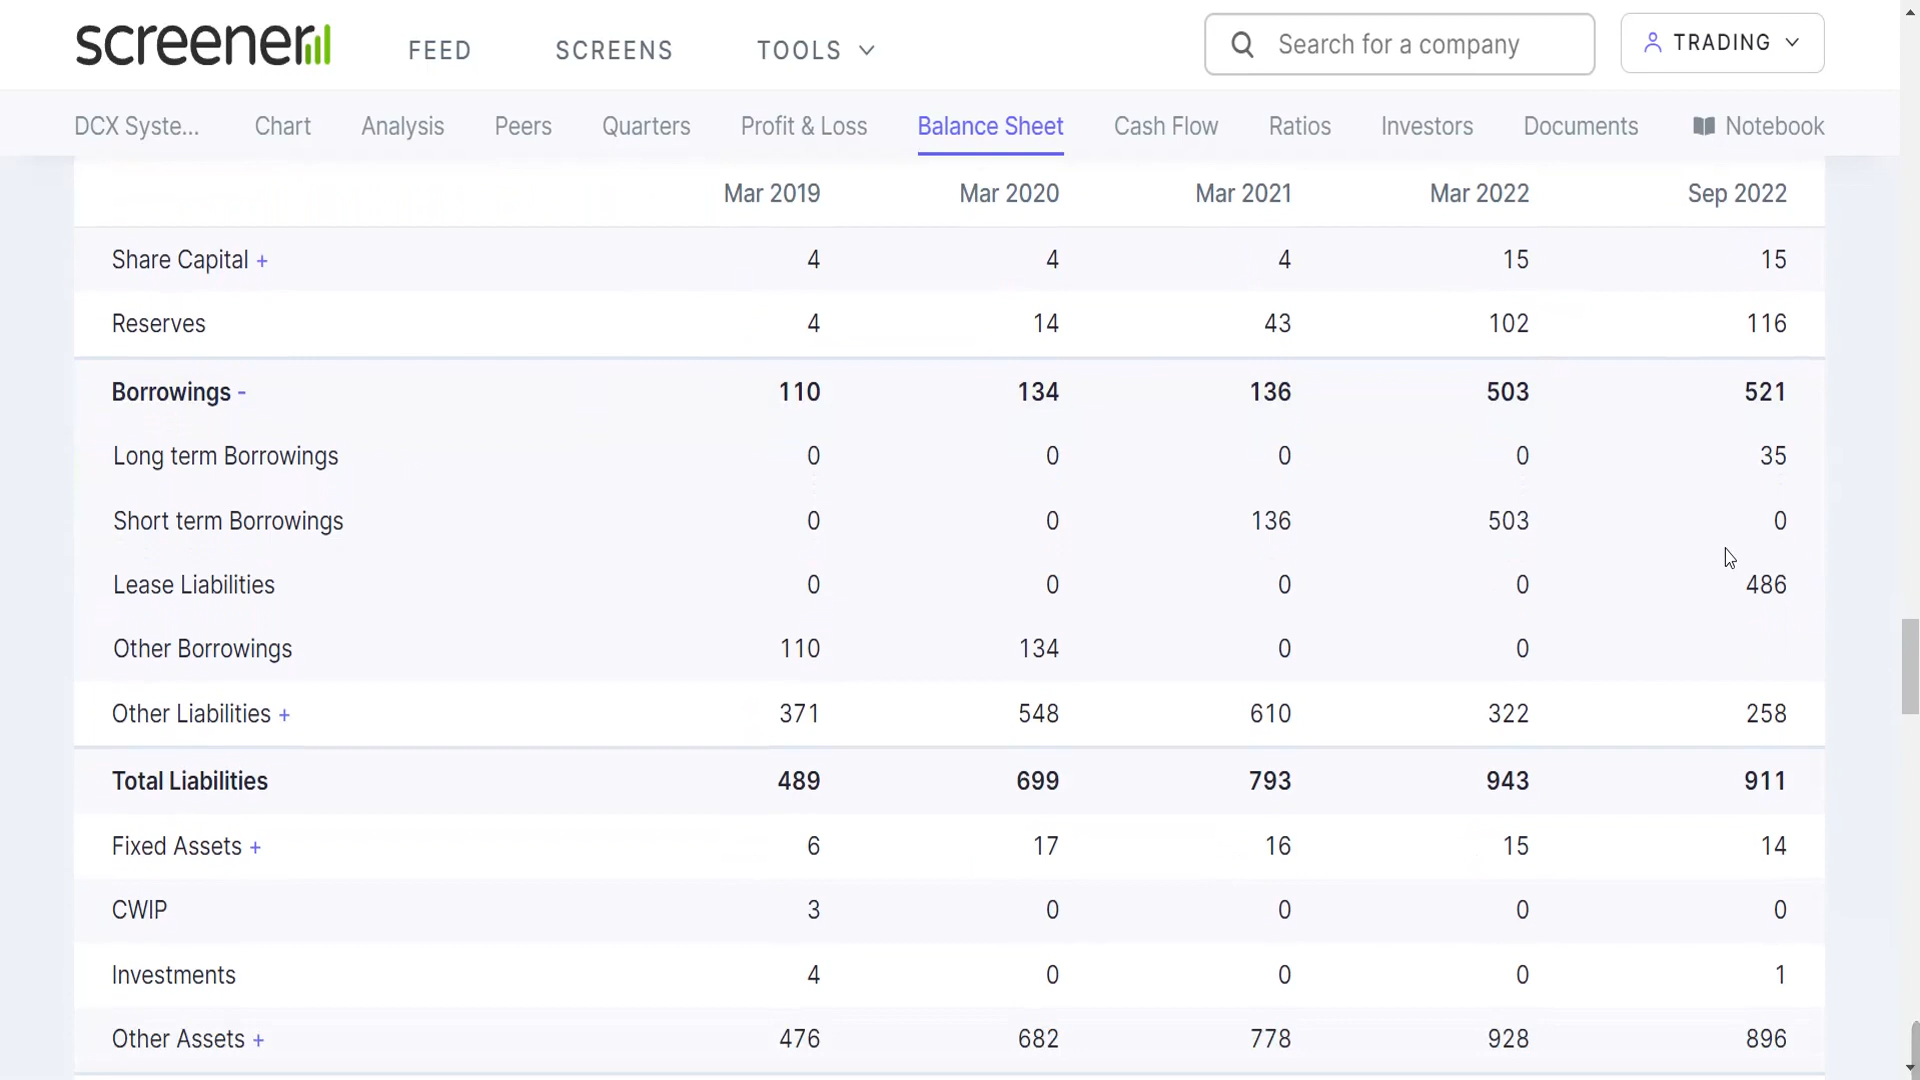 screener FEED SCREENS TOOLS Search for a company TRADING
DCX Syste... Chart Analysis Peers Quarters Profit & Loss Balance Sheet Cash Flow Ratios Investors Documents Notebook
Mar 2019 Mar 2020 Mar 2021 Mar 2022 Sep 2022
Share Capital + 4 4 4 15 15
Reserves 4 14 43 102 116
Borrowings - 110 134 136 503 521
Long term Borrowings 0 0 0 0 35
Short term Borrowings 0 0 136 503 0
Lease Liabilities 0 0 0 0 486
Other Borrowings 110 134 0 0
Other Liabilities + 371 548 610 322 258
Total Liabilities 489 699 793 943 911
Fixed Assets + 6 17 16 15 14
CWIP 3 0 0 0 0
Investments 4 0 0 0 1
Other Assets + 476 682 778 928 896